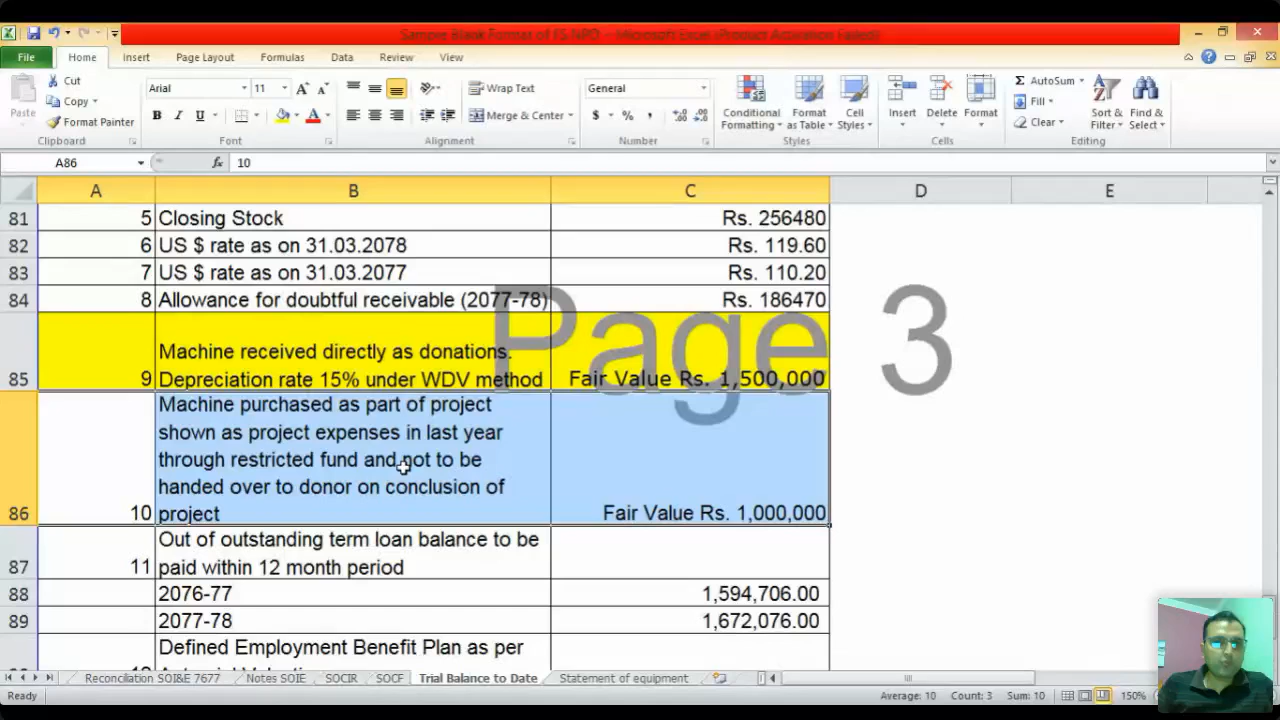 Sample Blank Format of FS NPO - Microsoft Excel (Product Activation Failed)
File Home Insert Page Layout Formulas Data Review View
Cut
Copy
Paste
Format Painter
Clipboard
Arial 11
B I U
Font
Wrap Text
Merge & Center
Alignment
General
$ % ,
Number
Conditional Formatting
Format as Table
Cell Styles
Styles
Insert Delete Format
Cells
AutoSum
Fill
Clear
Sort & Filter
Find & Select
Editing
A86 fx 10
A B C D E
81 5 Closing Stock Rs. 256480
82 6 US $ rate as on 31.03.2078 Rs. 119.60
83 7 US $ rate as on 31.03.2077 Rs. 110.20
84 8 Allowance for doubtful receivable (2077-78) Rs. 186470
Page 3
Machine received directly as donations.
85 9 Depreciation rate 15% under WDV method Fair Value Rs. 1,500,000
Machine purchased as part of project
shown as project expenses in last year
through restricted fund and not to be
handed over to donor on conclusion of
86 10 project Fair Value Rs. 1,000,000
Out of outstanding term loan balance to be
87 11 paid within 12 month period
88 2076-77 1,594,706.00
89 2077-78 1,672,076.00
Defined Employment Benefit Plan as per
Reconciliation SOI&E 7677 Notes SOIE SOCIR SOCF Trial Balance to Date Statement of equipment
Ready Average: 10 Count: 3 Sum: 10 150%